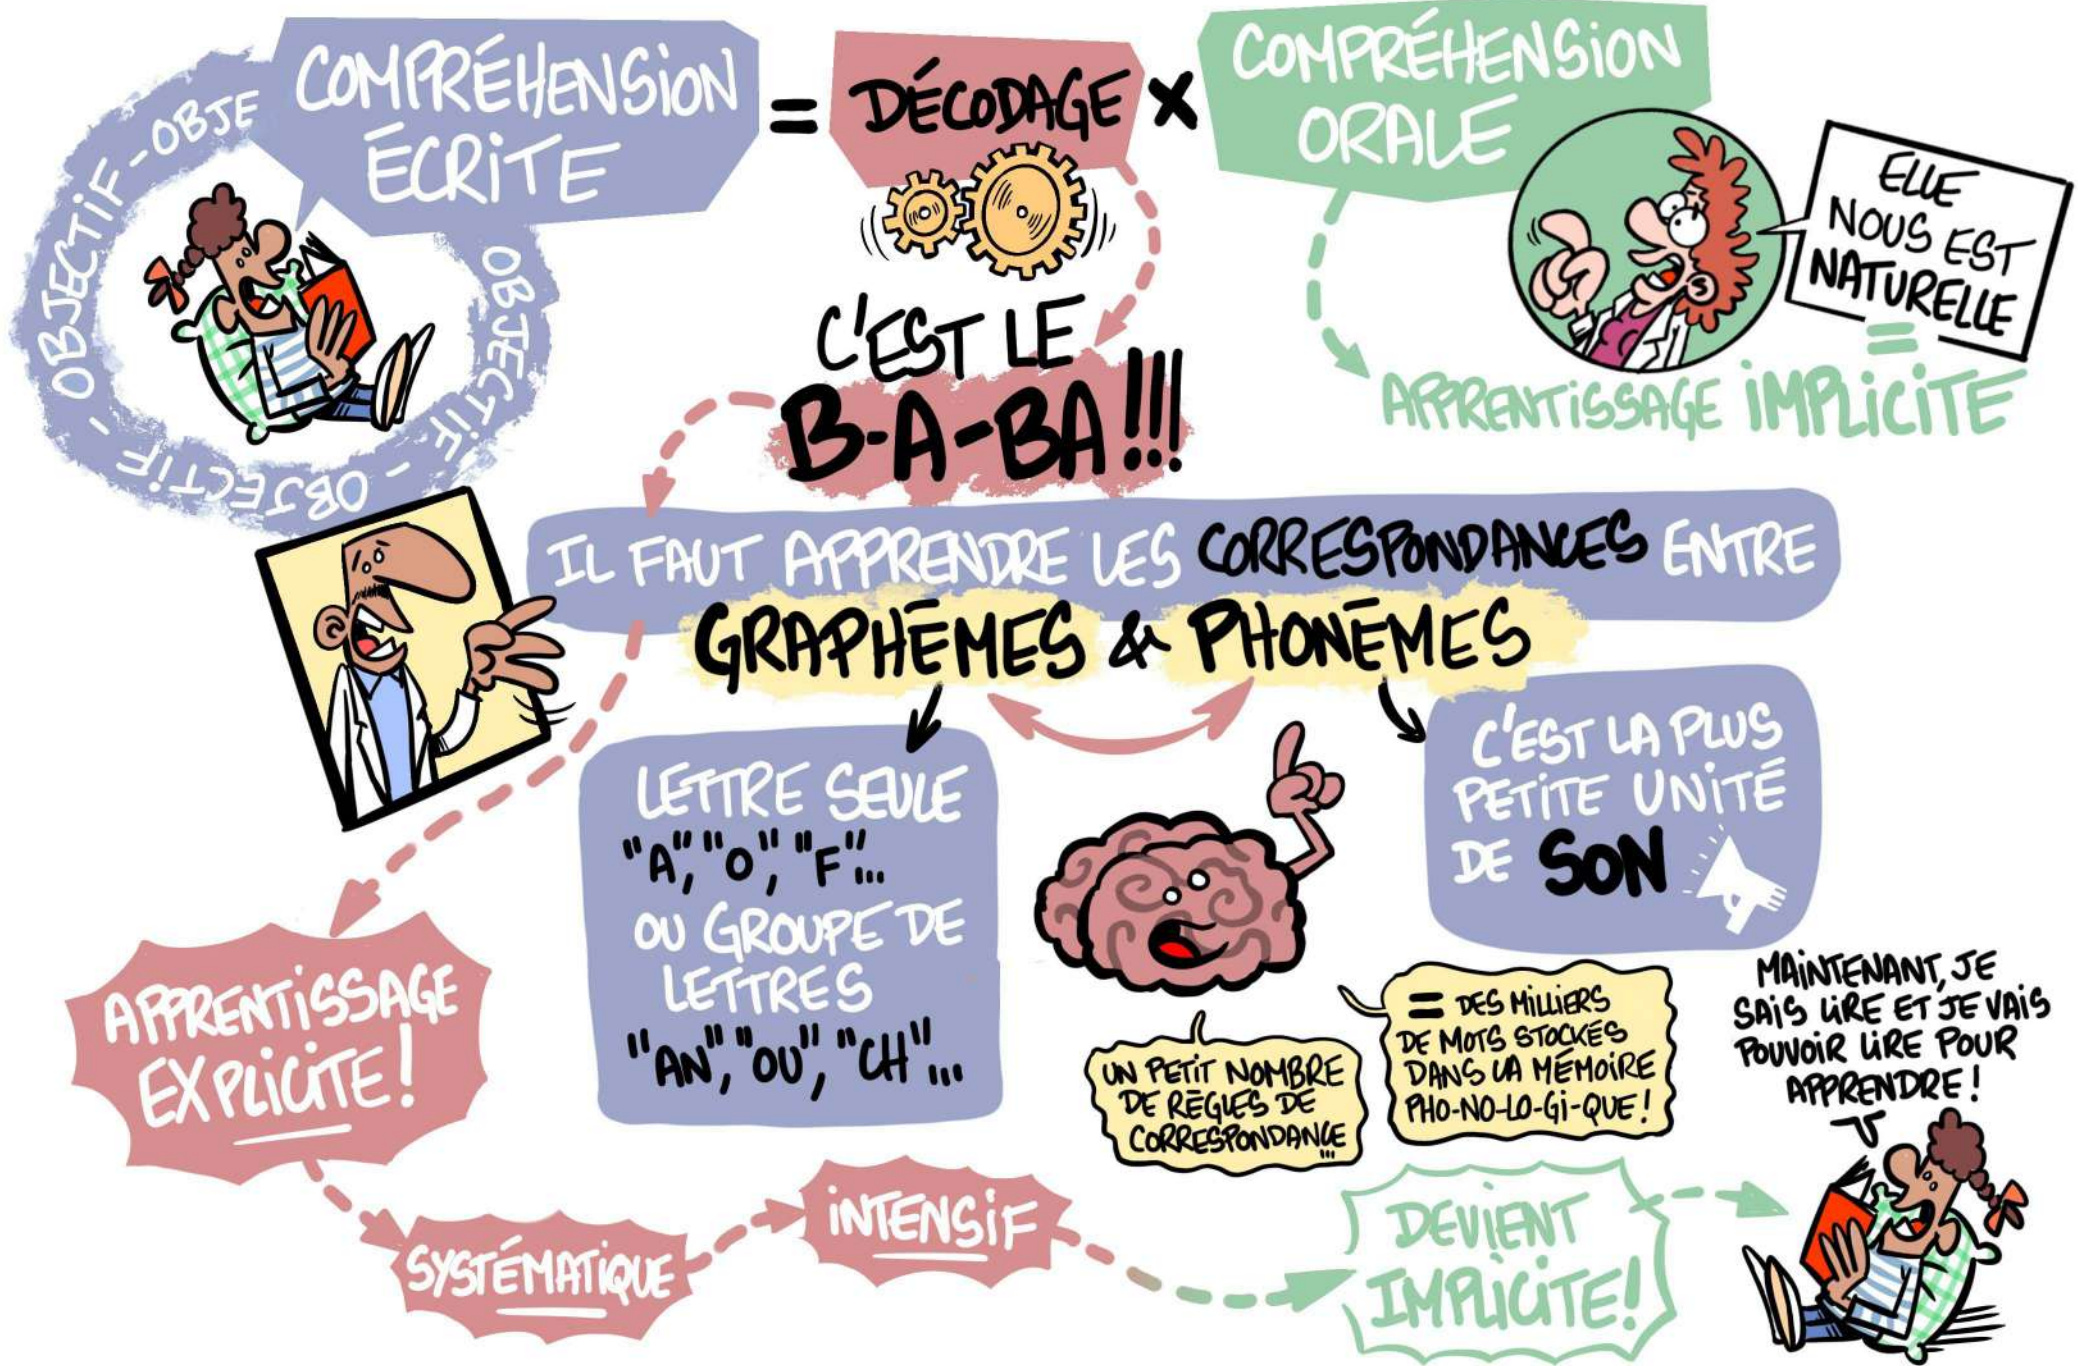 COMPRÉHENSION
ÉCRITE
=
DÉCODAGE
X
COMPRÉHENSION
ORALE
OBJECTIF - OBJECTIF - OBJECTIF - OBJECTIF - OBJE
ELLE
NOUS EST
NATURELLE
=
APPRENTISSAGE IMPLICITE
C'EST LE
B-A-BA!!!
IL FAUT APPRENDRE LES CORRESPONDANCES ENTRE
GRAPHÈMES & PHONÈMES
LETTRE SEULE
"A", "O", "F"...
OU GROUPE DE
LETTRES
"AN", "OU", "CH"...
C'EST LA PLUS
PETITE UNITÉ
DE SON
UN PETIT NOMBRE
DE RÈGLES DE
CORRESPONDANCE
...
= DES MILLIERS
DE MOTS STOCKÉS
DANS LA MÉMOIRE
PHO-NO-LO-GI-QUE!
APPRENTISSAGE
EXPLICITE!
SYSTÉMATIQUE
INTENSIF
DEVIENT
IMPLICITE!
MAINTENANT, JE
SAIS LIRE ET JE VAIS
POUVOIR LIRE POUR
APPRENDRE!